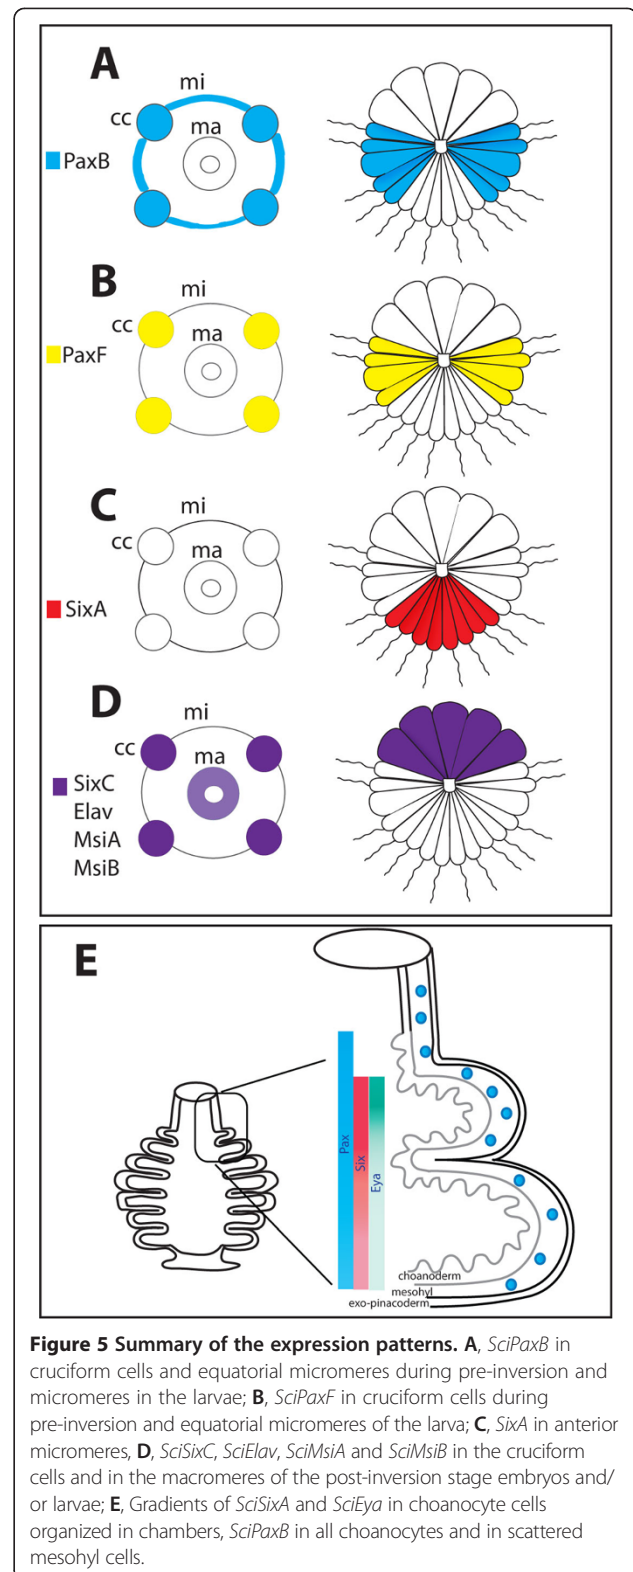 A
mi
cc
ma
PaxB
B
mi
cc
ma
PaxF
C
mi
cc
ma
SixA
D
mi
cc
ma
SixC
Elav
MsiA
MsiB
E
Pax
Six
Eya
choanoderm
mesohyl
exo-pinacoderm
Figure 5 Summary of the expression patterns. A, SciPaxB in
cruciform cells and equatorial micromeres during pre-inversion and
micromeres in the larvae; B, SciPaxF in cruciform cells during
pre-inversion and equatorial micromeres of the larva; C, SixA in anterior
micromeres, D, SciSixC, SciElav, SciMsiA and SciMsiB in the cruciform
cells and in the macromeres of the post-inversion stage embryos and/
or larvae; E, Gradients of SciSixA and SciEya in choanocyte cells
organized in chambers, SciPaxB in all choanocytes and in scattered
mesohyl cells.